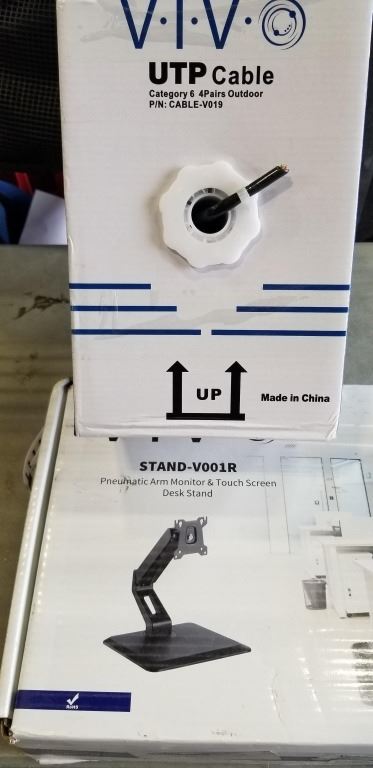 V·I·V·O
UTP Cable
Category 6 4Pairs Outdoor
P/N: CABLE-V019
UP
Made in China
STAND-V001R
Pneumatic Arm Monitor & Touch Screen
Desk Stand
RoHS